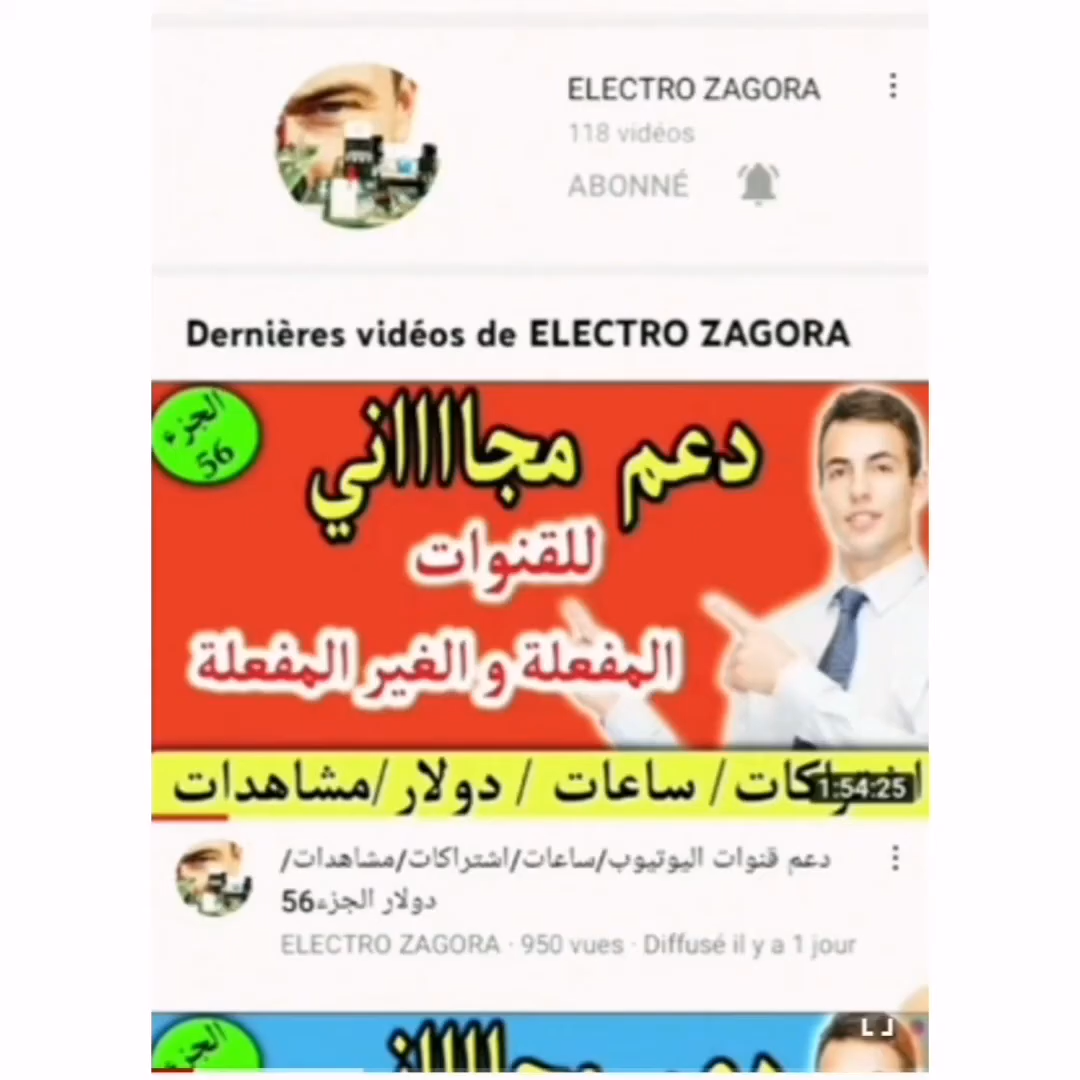 ELECTRO ZAGORA
118 vidéos
ABONNÉ
Dernières vidéos de ELECTRO ZAGORA
الجزء
56
دعم مجاااااني
للقنوات
المفعلة و الغير المفعلة
/ ساعات / دولار /مشاهدات
1:54:25
دعم قنوات اليوتيوب/ساعات/اشتراكات/مشاهدات/
دولار الجزء56
ELECTRO ZAGORA · 950 vues · Diffusé il y a 1 jour
الجزء